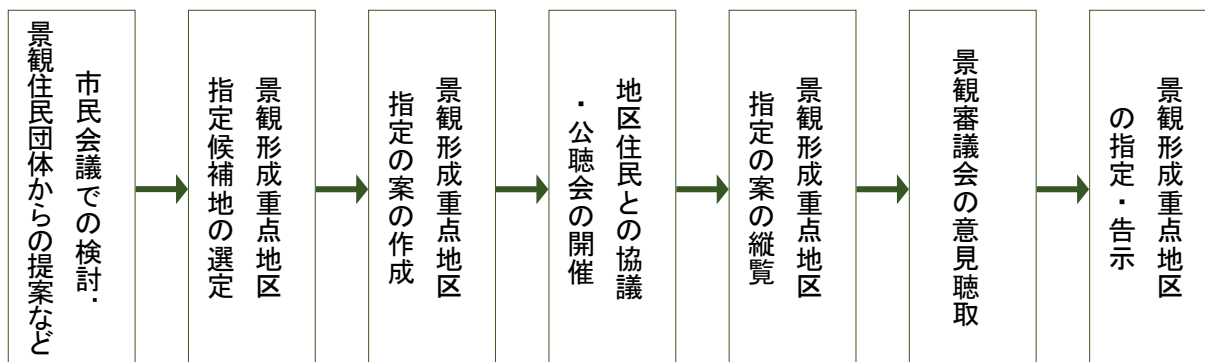 市民会議での検討・
景観住民団体からの提案など
景観形成重点地区
指定候補地の選定
景観形成重点地区
指定の案の作成
地区住民との協議
・公聴会の開催
景観形成重点地区
指定の案の縦覧
景観審議会の意見聴取
景観形成重点地区
の指定・告示